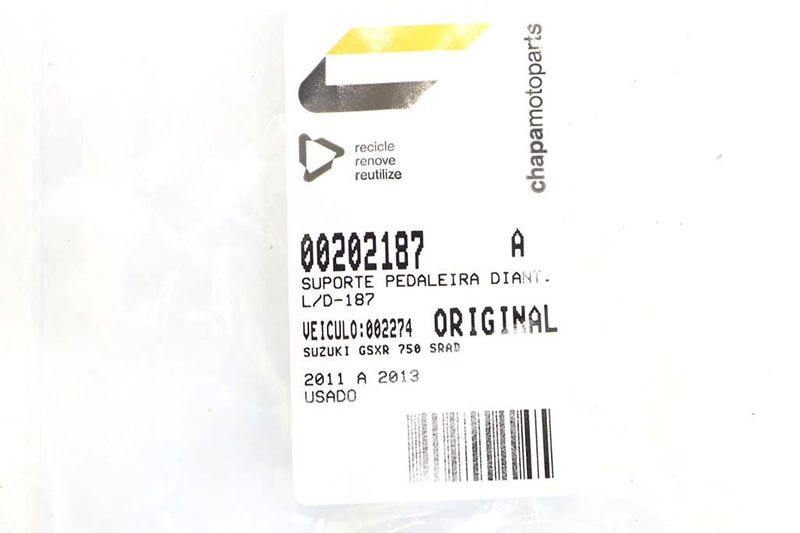 chapamotoparts
recicle
renove
reutilize
00202187 A
SUPORTE PEDALEIRA DIANT.
L/D-187
VEICULO:002274 ORIGINAL
SUZUKI GSXR 750 SRAD
2011 A 2013
USADO